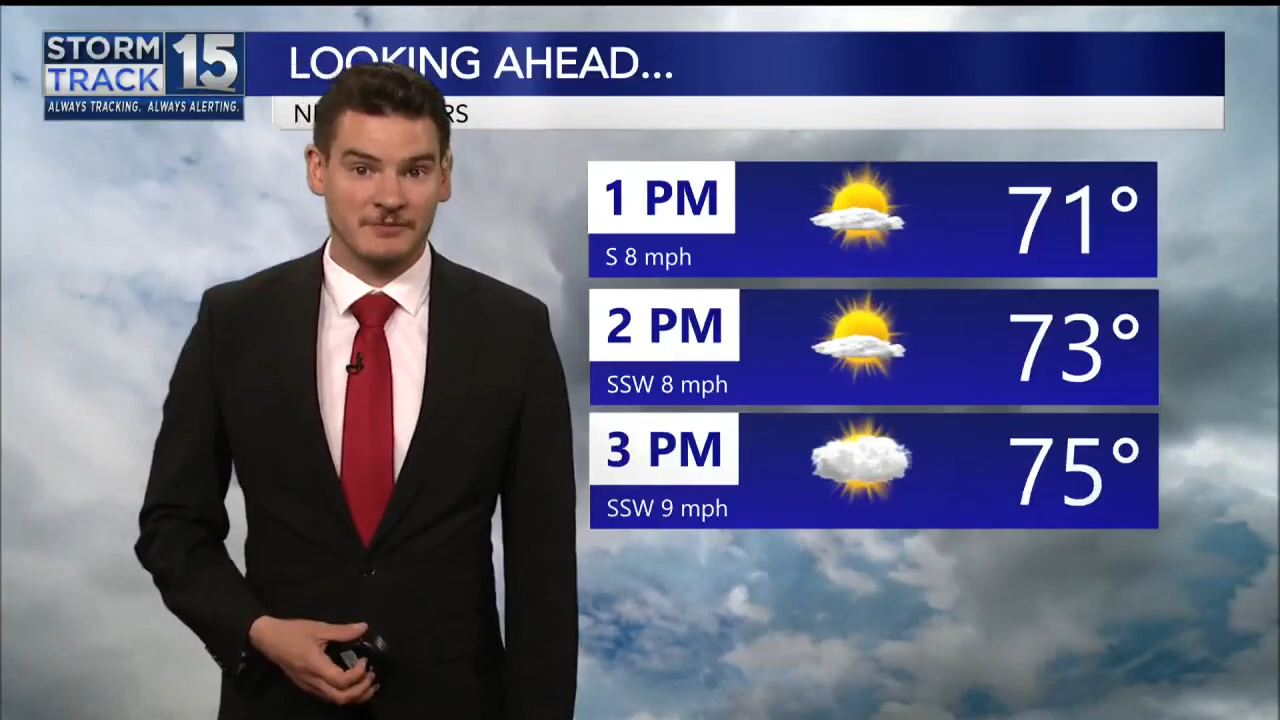 STORM
TRACK
15
ALWAYS TRACKING. ALWAYS ALERTING.
LOOKING AHEAD...
1 PM
71°
S 8 mph
2 PM
73°
SSW 8 mph
3 PM
75°
SSW 9 mph